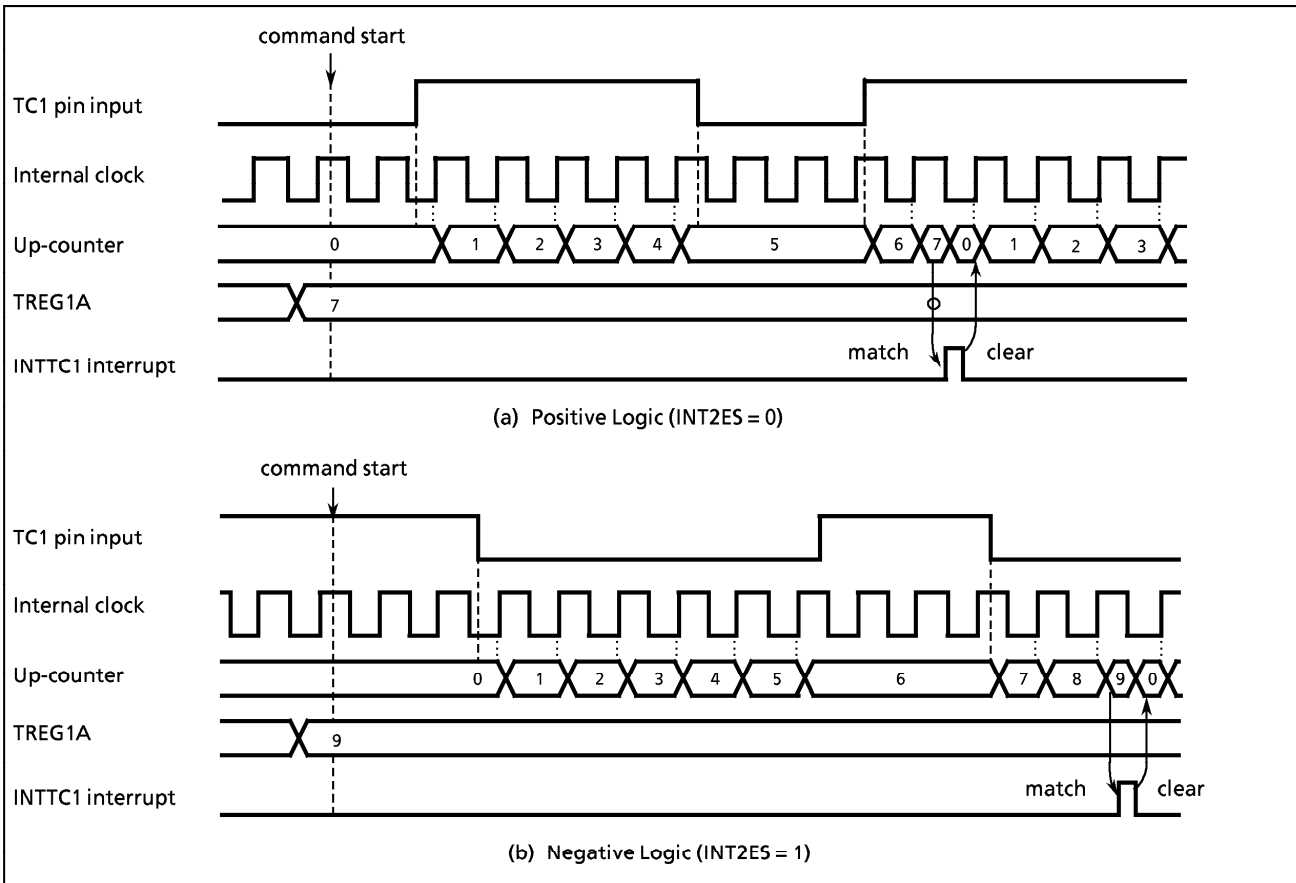 command start
TC1 pin input
Internal clock
Up-counter 0 1 2 3 4 5 6 7 0 1 2 3
TREG1A 7
match clear
INTTC1 interrupt
(a) Positive Logic (INT2ES = 0)
command start
TC1 pin input
Internal clock
Up-counter 0 1 2 3 4 5 6 7 8 9 0
TREG1A 9
match clear
INTTC1 interrupt
(b) Negative Logic (INT2ES = 1)